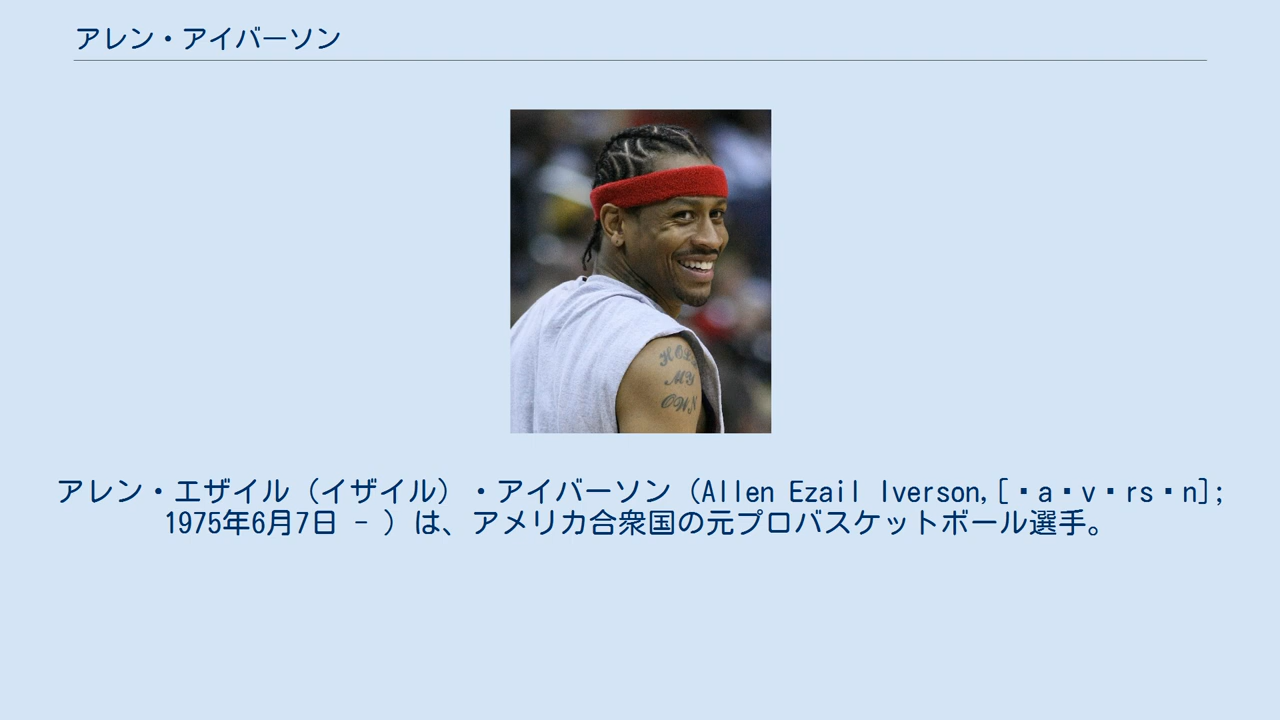 アレン・アイバーソン
HOLD
MY
OWN
アレン・エザイル（イザイル）・アイバーソン（Allen Ezail Iverson,[・a・v・rs・n];
1975年6月7日 - ）は、アメリカ合衆国の元プロバスケットボール選手。